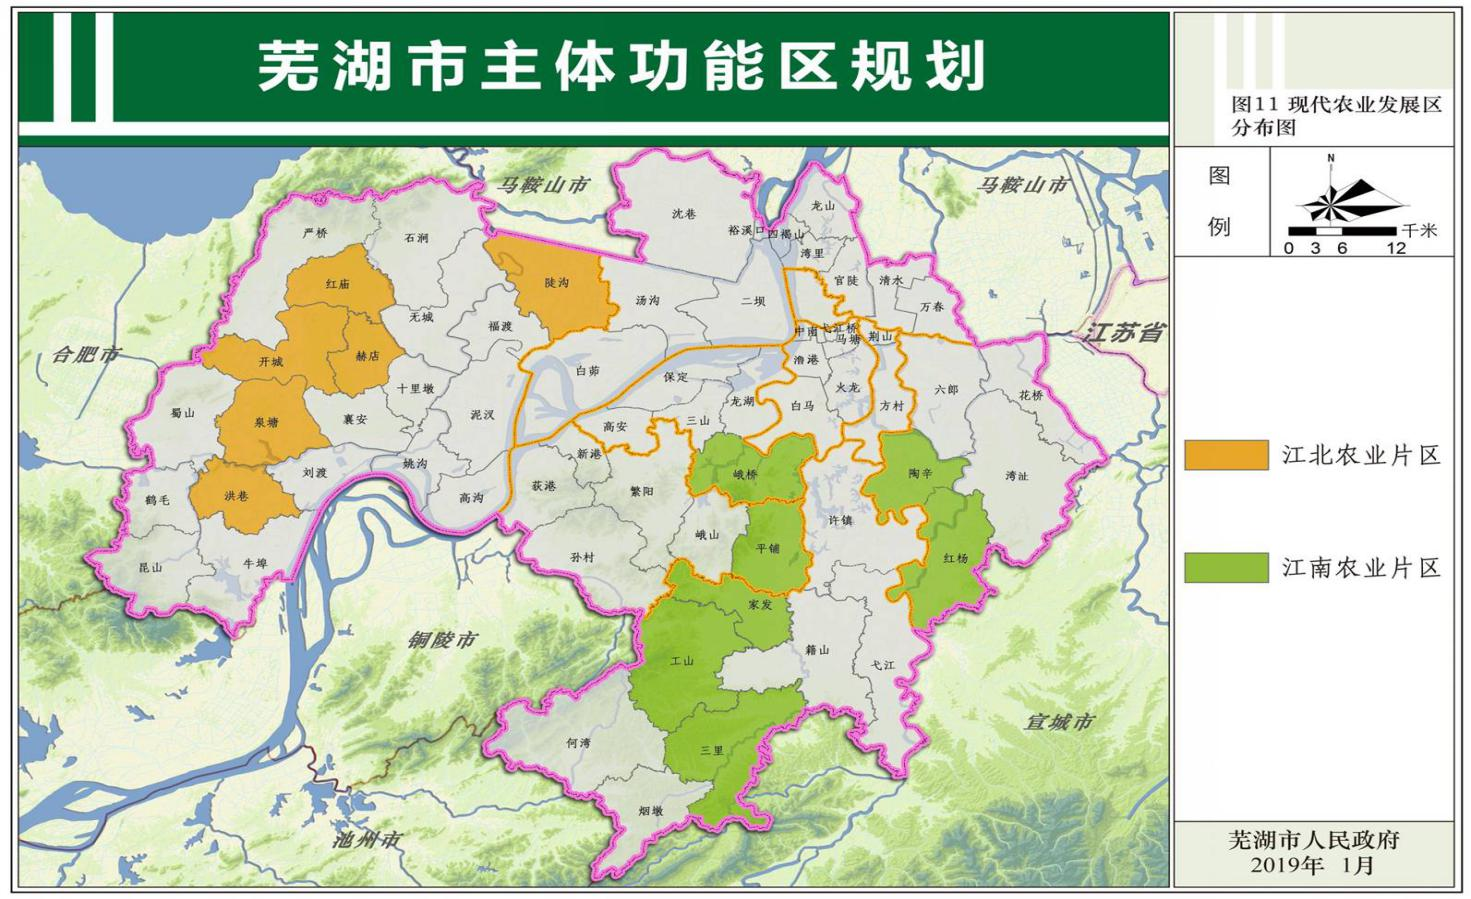 芜湖市主体功能区规划
图11 现代农业发展区
分布图
图
例
N
千米
0 3 6 12
江北农业片区
江南农业片区
芜湖市人民政府
2019年 1月
马鞍山市
马鞍山市
合肥市
江苏省
铜陵市
宣城市
池州市
沈巷
龙山
裕溪口
四褐山
湾里
严桥
石涧
红庙
陡沟
汤沟
二坝
官陡
清水
万春
无城
福渡
中南
弋江桥
马塘
荆山
开城
赫店
白茆
保定
澛港
火龙
六郎
花桥
十里墩
蜀山
泉塘
襄安
泥汊
高安
三山
龙湖
白马
方村
新港
刘渡
姚沟
高沟
荻港
繁阳
峨桥
陶辛
湾沚
鹤毛
洪巷
峨山
许镇
平铺
红杨
昆山
牛埠
孙村
家发
工山
籍山
弋江
何湾
三里
烟墩